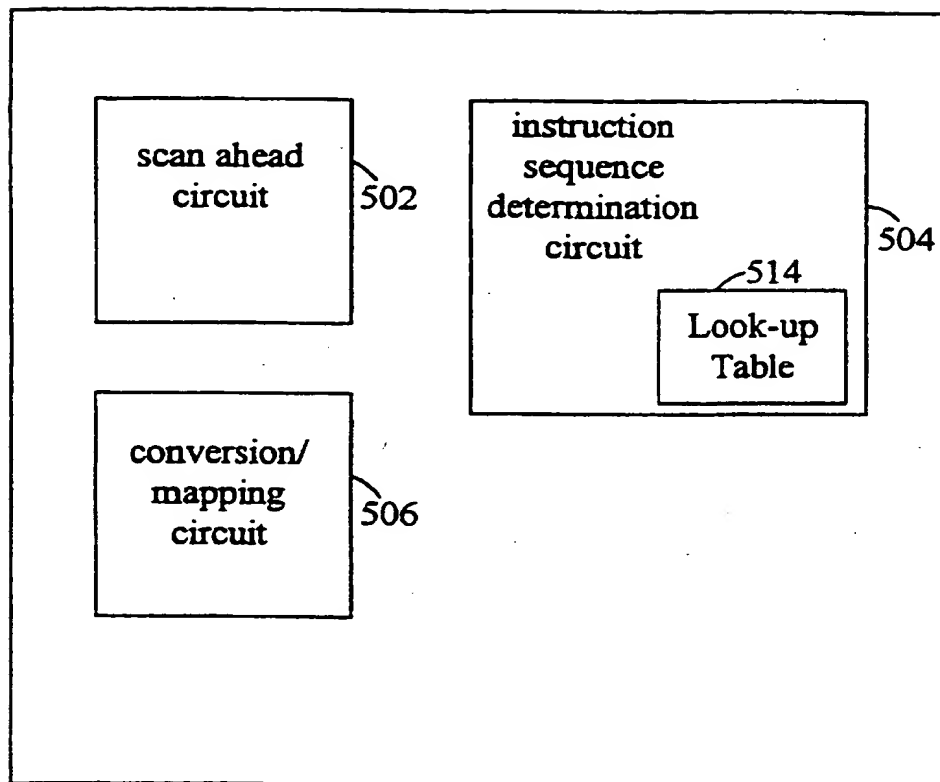 scan ahead
circuit
502
instruction
sequence
determination
circuit
504
514
Look-up
Table
conversion/
mapping
circuit
506